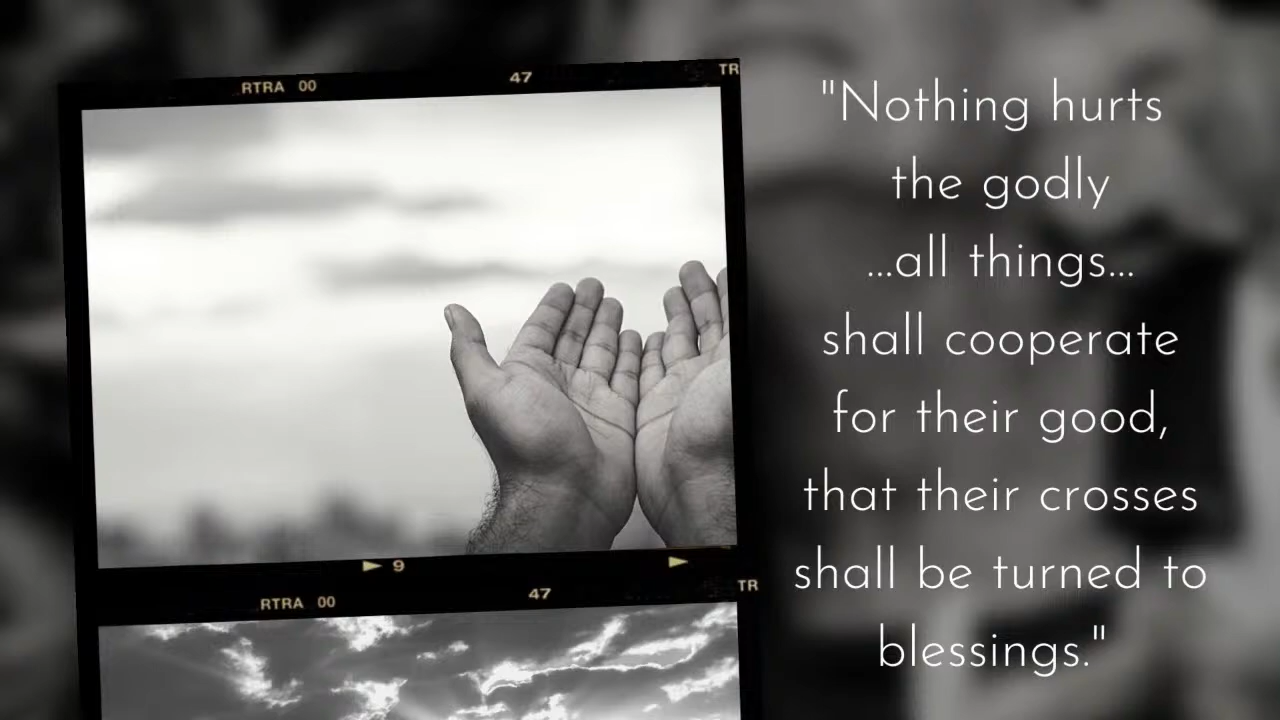 RTRA 00 47 TR
"Nothing hurts
the godly
...all things...
shall cooperate
for their good,
that their crosses
shall be turned to
blessings."
9
RTRA 00 47 TR